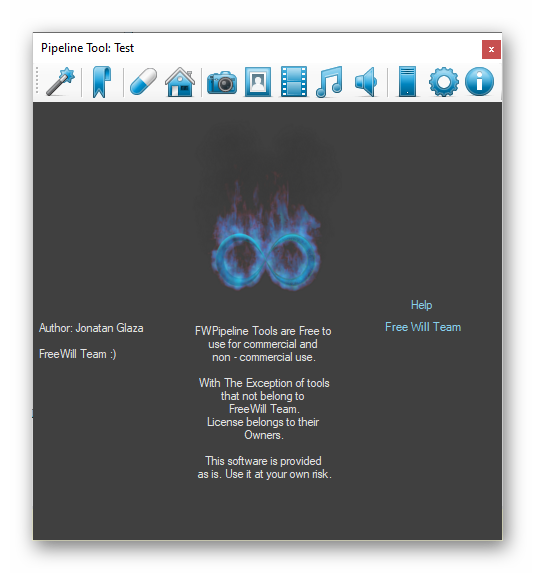 Pipeline Tool: Test
x
Help
Author: Jonatan Glaza
FreeWill Team :)
FWPipeline Tools are Free to
use for commercial and
non - commercial use.
With The Exception of tools
that not belong to
FreeWill Team.
License belongs to their
Owners.
This software is provided
as is. Use it at your own risk.
Free Will Team